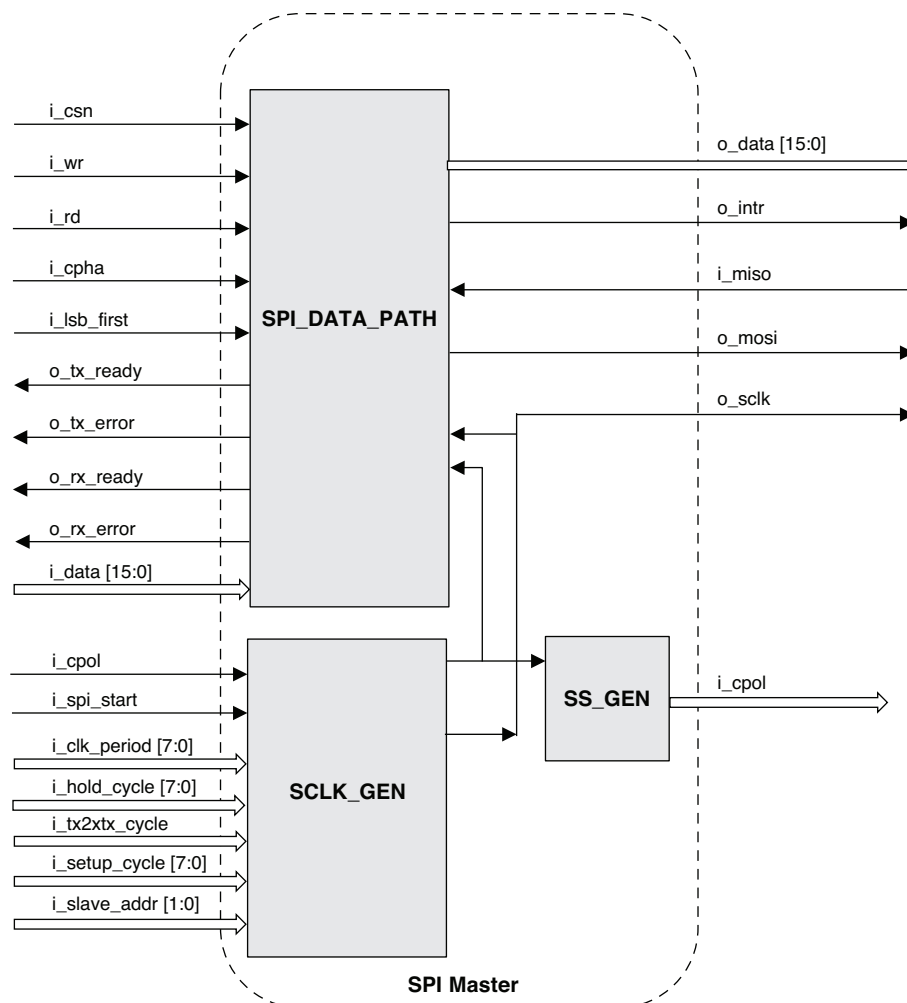 i_csn
i_wr
i_rd
i_cpha
i_lsb_first
o_tx_ready
o_tx_error
o_rx_ready
o_rx_error
i_data [15:0]
SPI_DATA_PATH
o_data [15:0]
o_intr
i_miso
o_mosi
o_sclk
i_cpol
i_spi_start
i_clk_period [7:0]
i_hold_cycle [7:0]
i_tx2xtx_cycle
i_setup_cycle [7:0]
i_slave_addr [1:0]
SCLK_GEN
SS_GEN
i_cpol
SPI Master